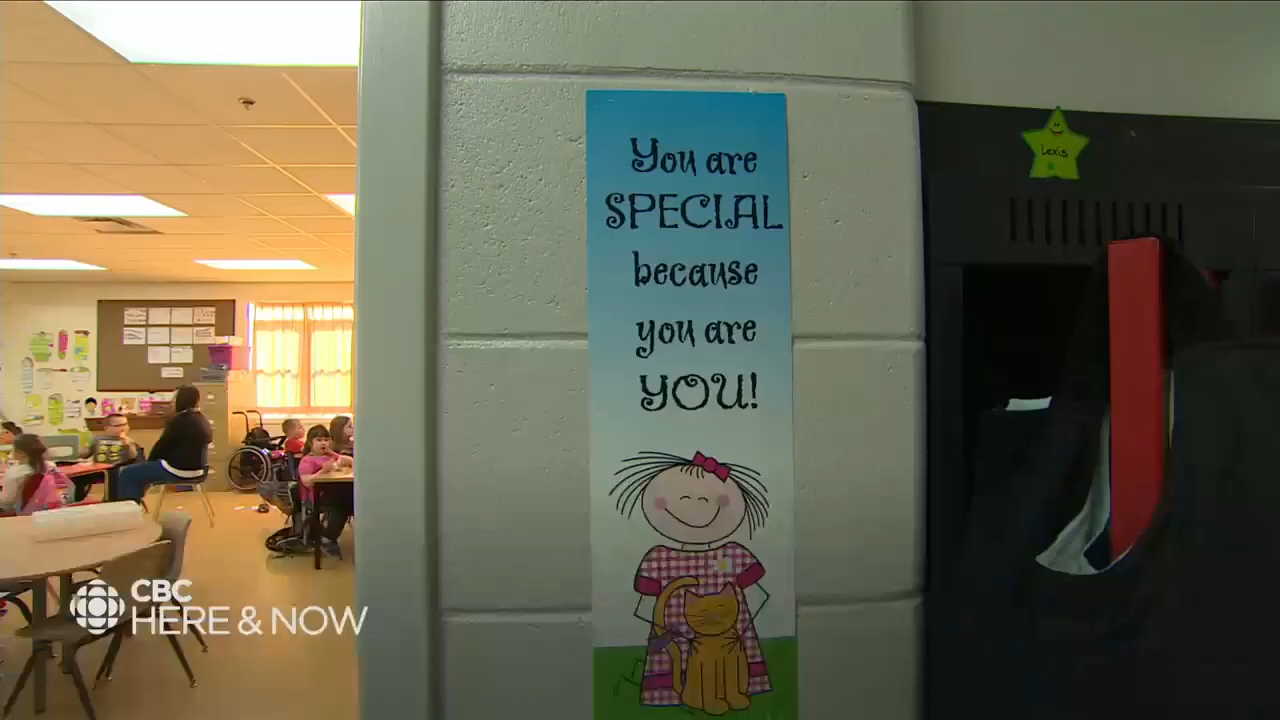 You are
SPECIAL
because
you are
YOU!
Lexis
CBC
HERE & NOW